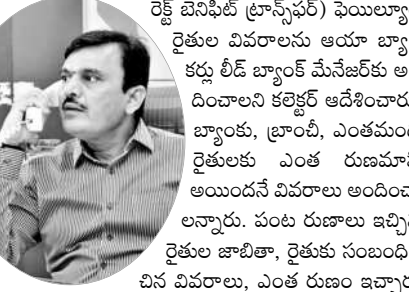 రెక్ట్ బెనిఫిట్ ట్రాన్స్‌ఫర్) ఫెయిల్యూ
రైతుల వివరాలను ఆయా బ్యా
కర్లు లీడ్ బ్యాంక్ మేనేజర్‌కు అ
దించాలని కలెక్టర్ ఆదేశించారు
బ్యాంకు, బ్రాంచీ, ఎంతమంది
రైతులకు ఎంత రుణమాఫీ
అయిందనే వివరాలు అందించా
లన్నారు. పంట రుణాలు ఇచ్చిన
రైతుల జాబితా, రైతుకు సంబంధిం
చిన వివరాలు, ఎంత రుణం ఇచ్చారు